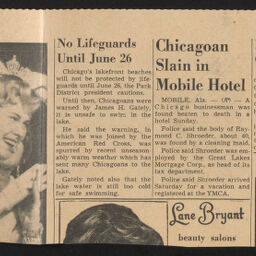 No Lifeguards
Until June 26
Chicago's lakefront beaches
will not be protected by life-
guards until June 26, the Park
District president cautions.
Until then, Chicagoans were
warned by James H. Gately,
it is unsafe to swim in
the lake.
He said the warning, in
which he was joined by the
American Red Cross, was
spurred by recent unseason-
ably warm weather which has
sent many Chicagoans to the
lake.
Gately noted also that the
lake water is still too cold
for safe swimming.
Chicagoan
Slain in
Mobile Hotel
MOBILE, Ala. — (AP) — A
Chicago businessman was
found beaten to death in a
hotel Sunday.
Police said the body of Ray-
mond C. Shroeder, about 40,
was found by a cleaning maid.
Police said Shroeder was em-
ployed by the Great Lakes
Mortgage Corp., as head of its
tax department.
Police said Shroeder arrived
Saturday for a vacation and
registered at the YMCA.
Lane Bryant
beauty salons